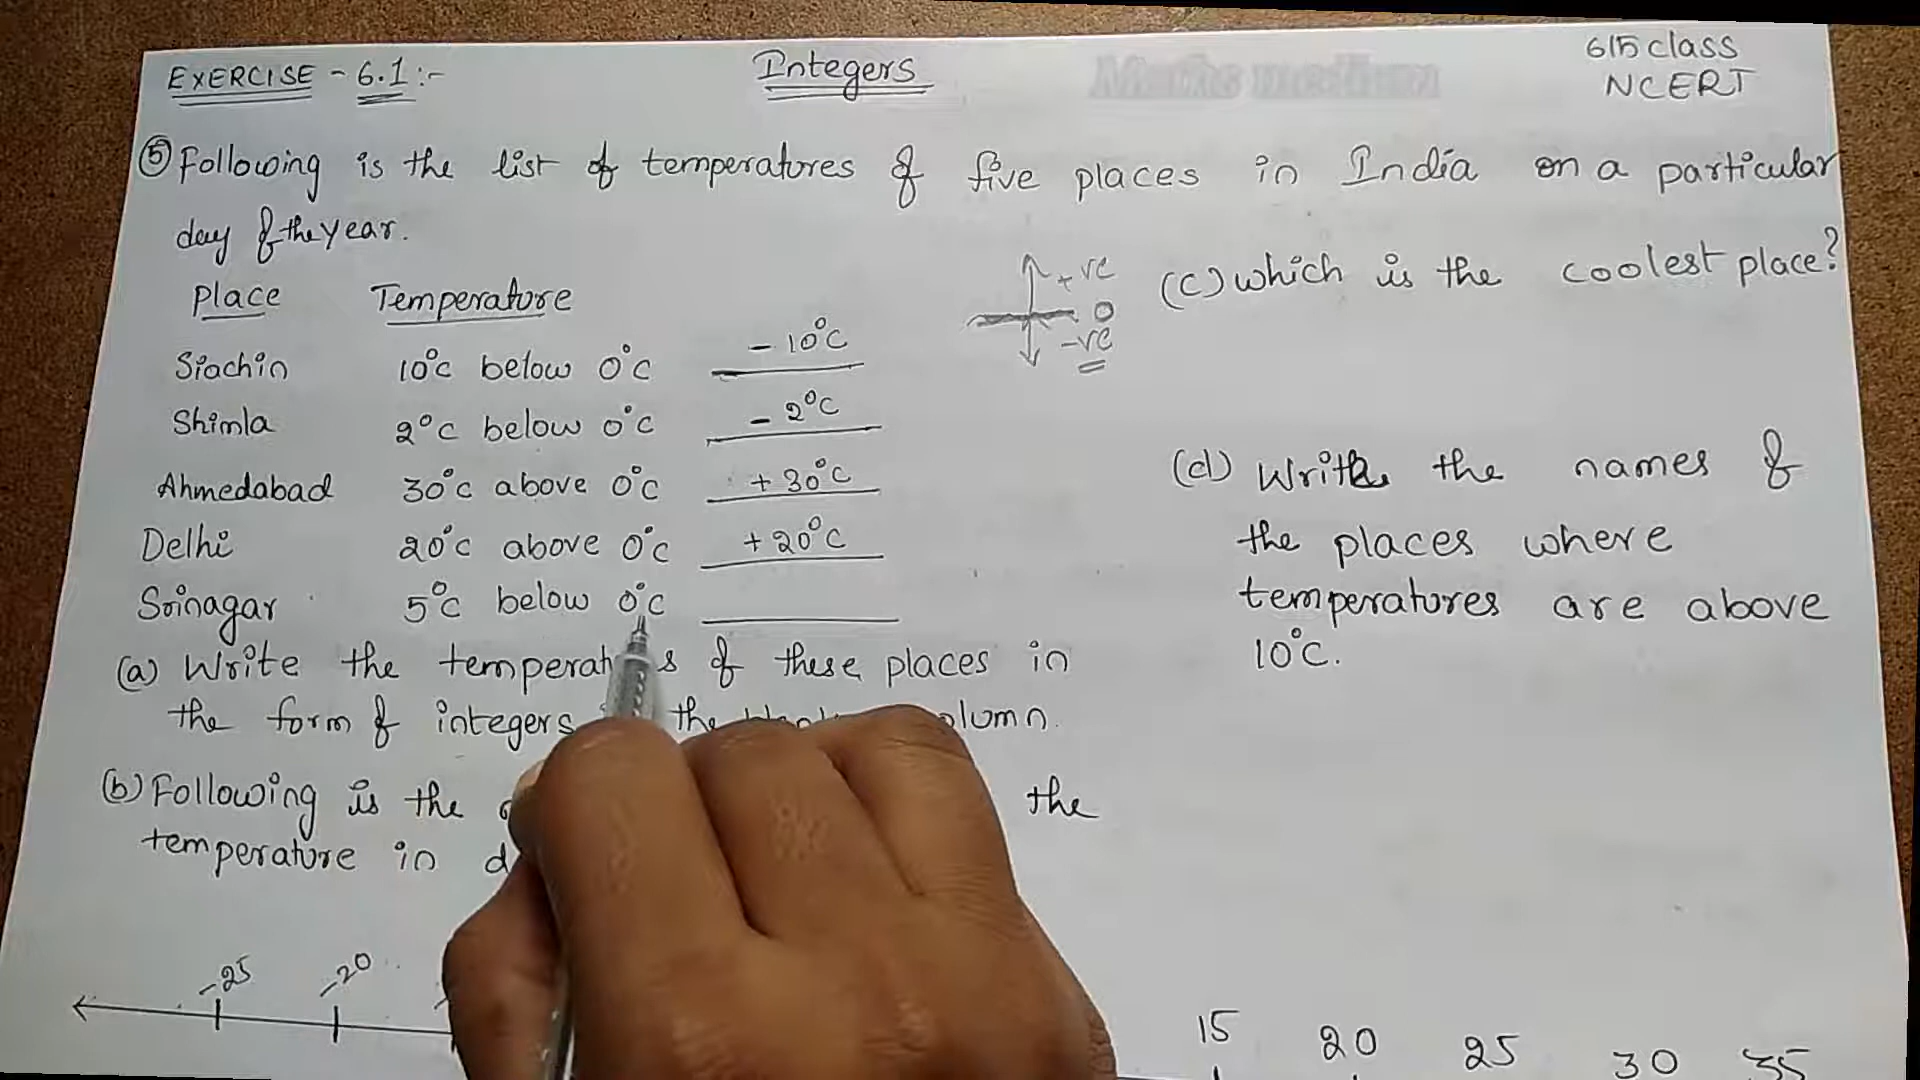 EXERCISE - 6.1:-
Integers
6th class
NCERT
Maths medium
⑤ Following is the list of temperatures of five places in India on a particular
day of the year.
Place Temperature
Siachin 10°C below 0°C - 10°C
Shimla 2°C below 0°C - 2°C
Ahmedabad 30°C above 0°C + 30°C
Delhi 20°C above 0°C + 20°C
Srinagar 5°C below 0°C
(a) Write the of these places in
the form of integers the column.
(b) Following is the the
temperature in
-25 -20
+ve
0
-ve
(c) which is the coolest place?
(d) Write the names of
the places where
temperatures are above
10°C.
15 20 25 30 35